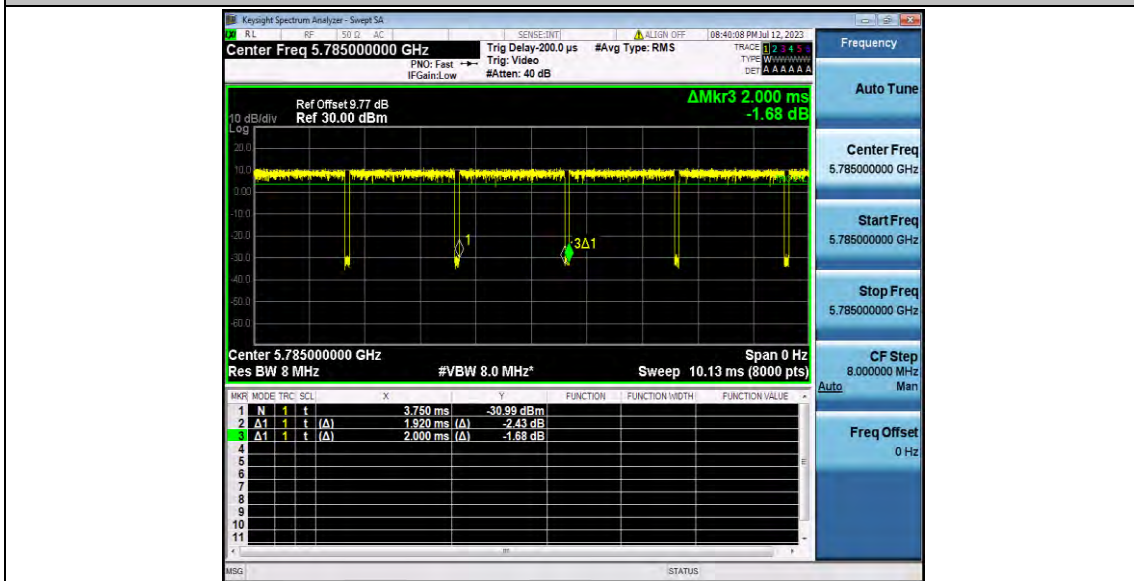 Keysight Spectrum Analyzer - Swept SA
RL RF 50 Ω AC SENSE:INT ALIGN OFF 08:40:08 PM Jul 12, 2023
Center Freq 5.785000000 GHz
PNO: Fast
IFGain:Low
Trig Delay-200.0 µs
Trig: Video
#Atten: 40 dB
#Avg Type: RMS
TRACE 1 2 3 4 5 6
TYPE W
DET A A A A A A
Frequency
Auto Tune
Center Freq
5.785000000 GHz
Start Freq
5.785000000 GHz
Stop Freq
5.785000000 GHz
CF Step
8.000000 MHz
Auto Man
Freq Offset
0 Hz
ΔMkr3 2.000 ms
-1.68 dB
Ref Offset 9.77 dB
10 dB/div Ref 30.00 dBm
Log
20.0
10.0
0.00
-10.0
-20.0
-30.0
-40.0
-50.0
-60.0
1
3Δ1
Center 5.785000000 GHz Span 0 Hz
Res BW 8 MHz #VBW 8.0 MHz* Sweep 10.13 ms (8000 pts)
MKR MODE TRC SCL X Y FUNCTION FUNCTION WIDTH FUNCTION VALUE
1 N 1 t 3.750 ms -30.99 dBm
2 Δ1 1 t (Δ) 1.920 ms (Δ) -2.43 dB
3 Δ1 1 t (Δ) 2.000 ms (Δ) -1.68 dB
4
5
6
7
8
9
10
11
MSG STATUS